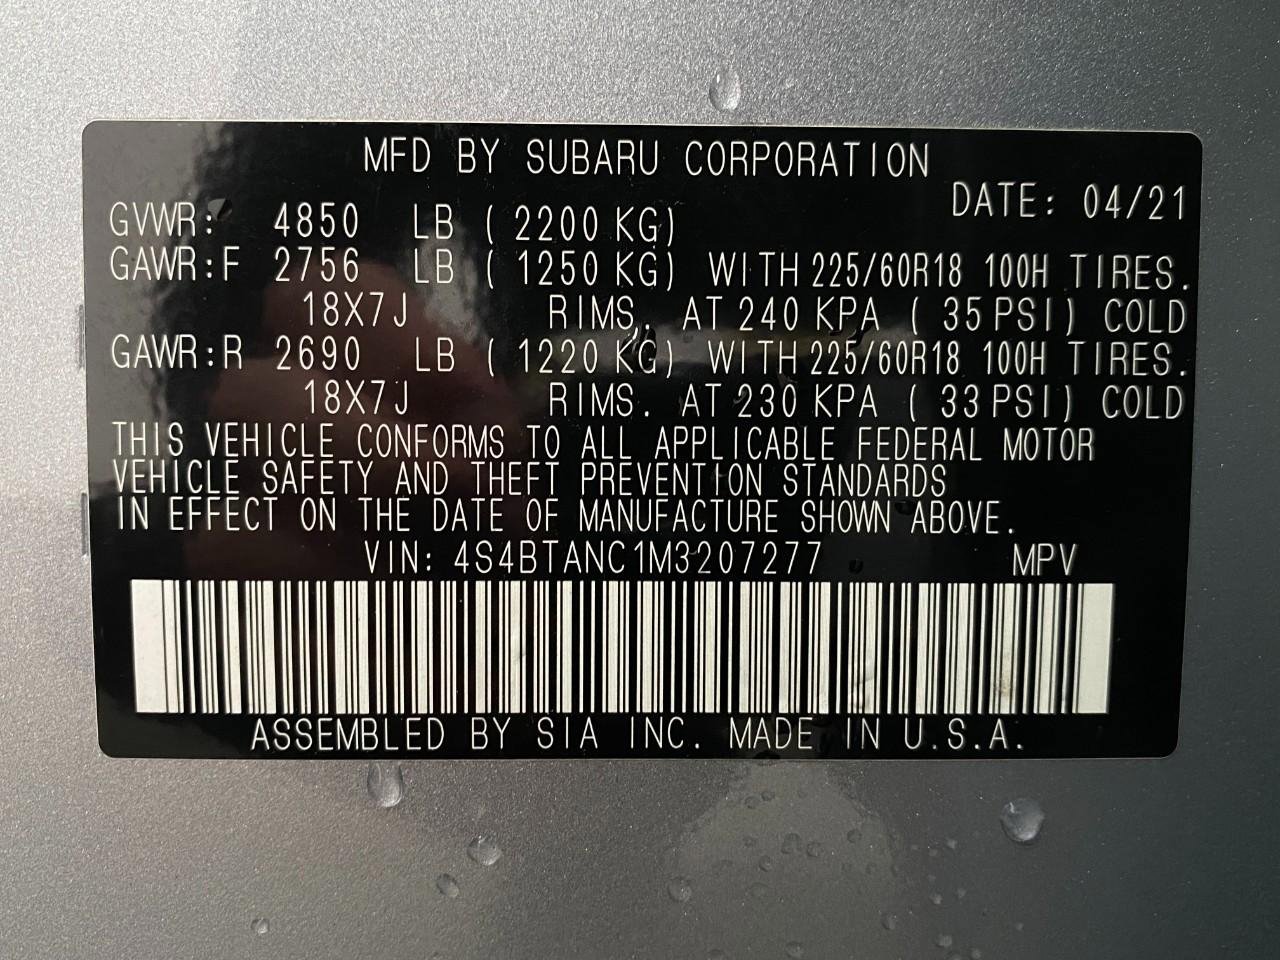 MFD BY SUBARU CORPORATION
DATE: 04/21
GVWR: 4850 LB ( 2200 KG)
GAWR:F 2756 LB ( 1250 KG) WITH 225/60R18 100H TIRES.
18X7J RIMS. AT 240 KPA ( 35 PSI) COLD
GAWR:R 2690 LB ( 1220 KG) WITH 225/60R18 100H TIRES.
18X7J RIMS. AT 230 KPA ( 33 PSI) COLD
THIS VEHICLE CONFORMS TO ALL APPLICABLE FEDERAL MOTOR
VEHICLE SAFETY AND THEFT PREVENTION STANDARDS
IN EFFECT ON THE DATE OF MANUFACTURE SHOWN ABOVE.
VIN: 4S4BTANC1M3207277 MPV
ASSEMBLED BY SIA INC. MADE IN U.S.A.